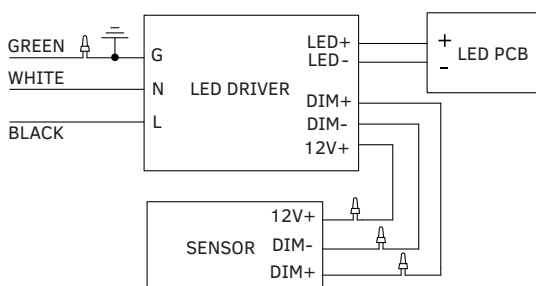 GREEN
WHITE
BLACK
G
N
L
LED DRIVER
LED+
LED-
DIM+
DIM-
12V+
+
-
LED PCB
SENSOR
12V+
DIM-
DIM+